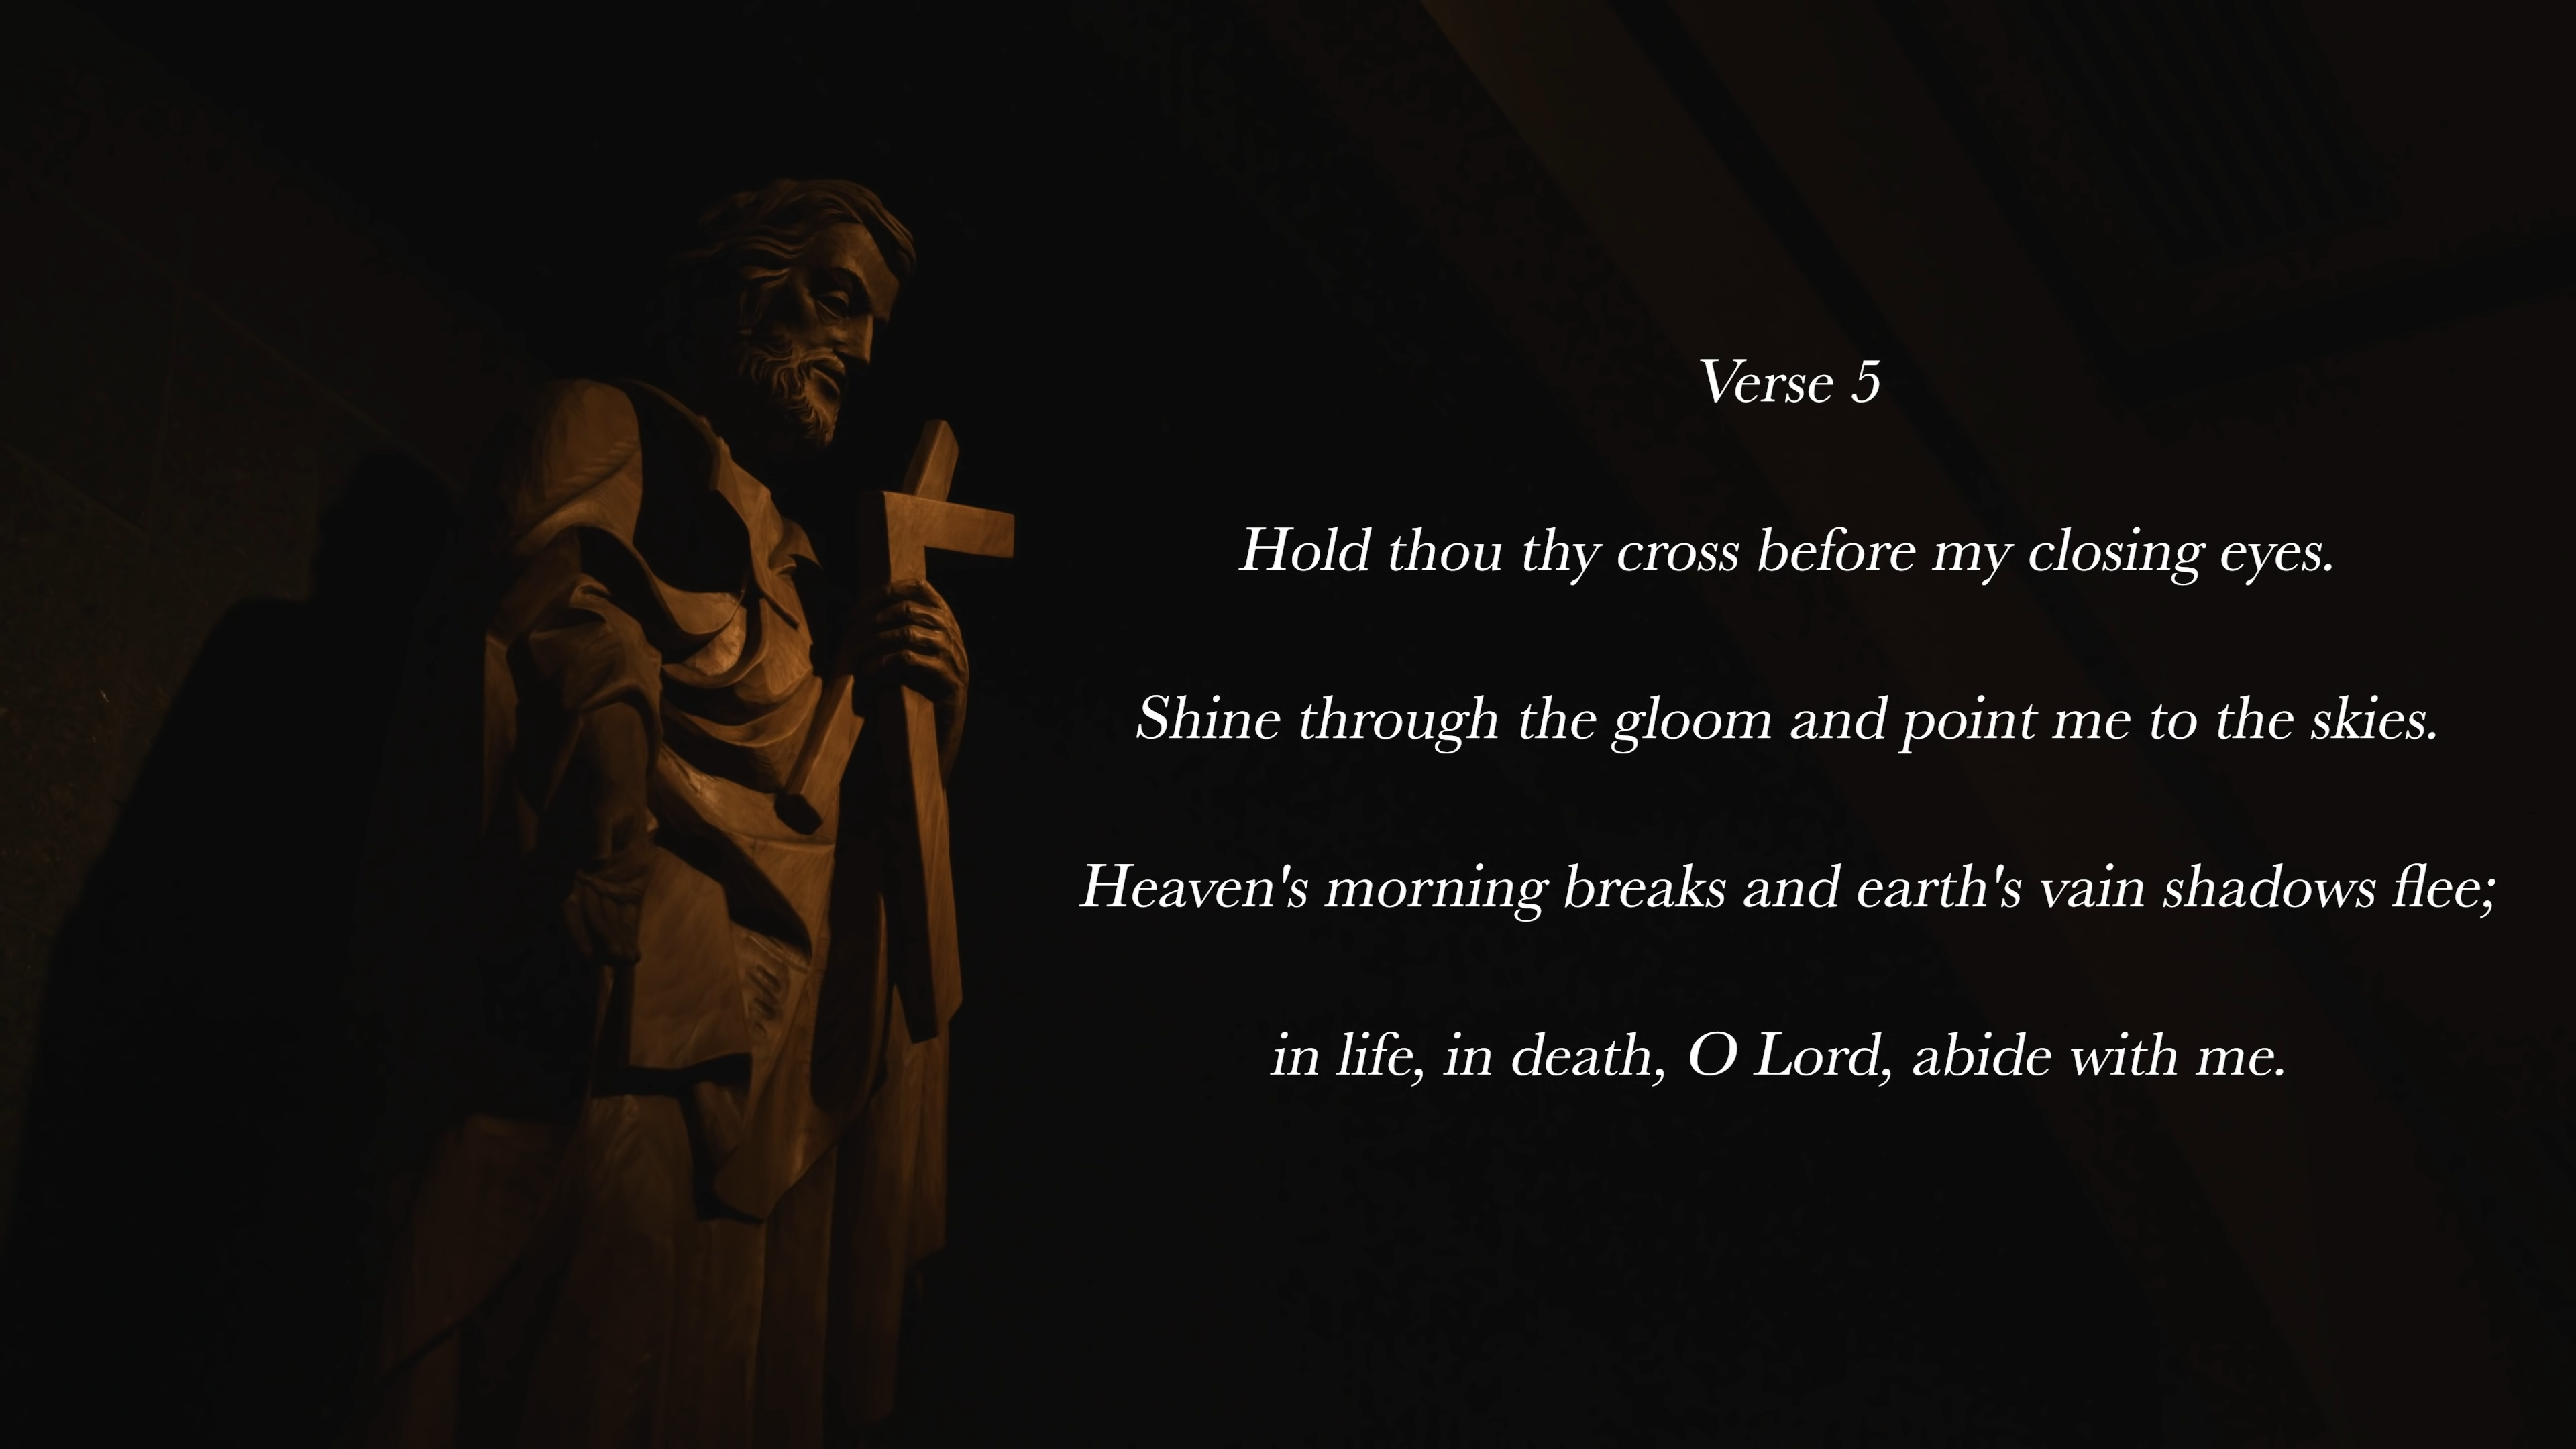 Verse 5
Hold thou thy cross before my closing eyes.
Shine through the gloom and point me to the skies.
Heaven's morning breaks and earth's vain shadows flee;
in life, in death, O Lord, abide with me.